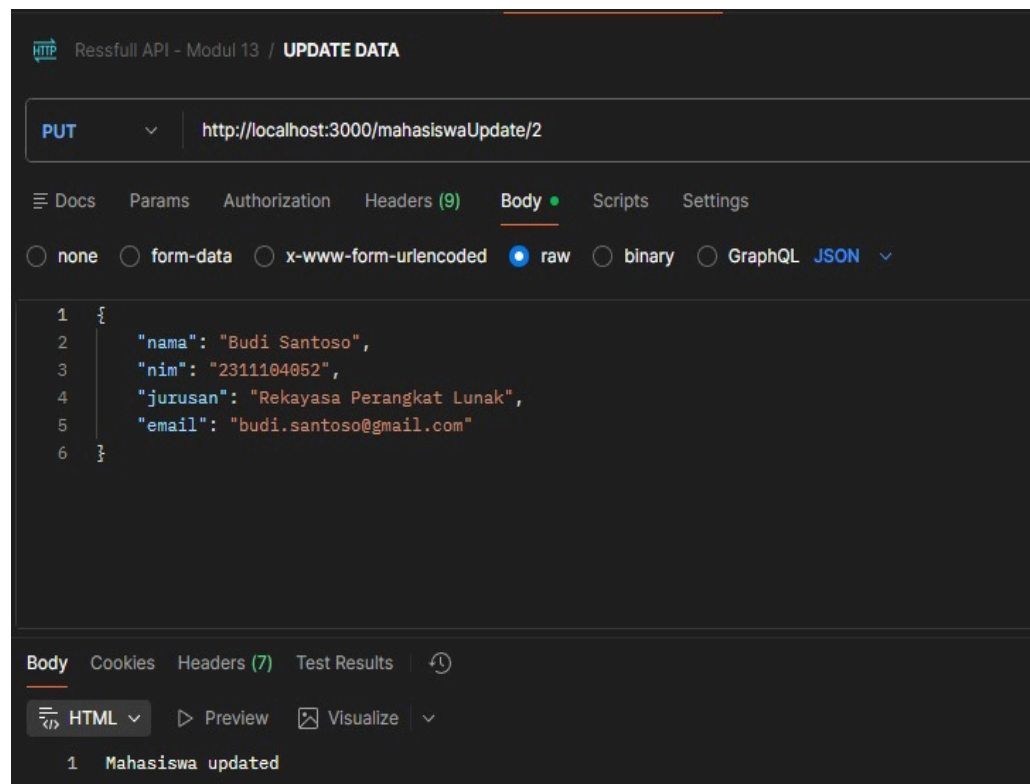 HTTP Ressfull API - Modul 13 / UPDATE DATA
PUT http://localhost:3000/mahasiswaUpdate/2
Docs Params Authorization Headers (9) Body Scripts Settings
none form-data x-www-form-urlencoded raw binary GraphQL JSON
1 {
2 "nama": "Budi Santoso",
3 "nim": "2311104052",
4 "jurusan": "Rekayasa Perangkat Lunak",
5 "email": "budi.santoso@gmail.com"
6 }
Body Cookies Headers (7) Test Results
HTML Preview Visualize
1 Mahasiswa updated